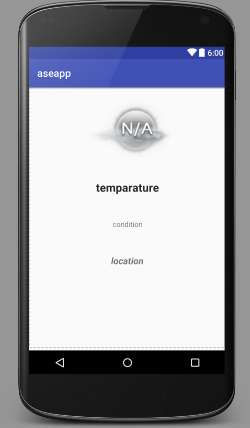 6:00
aseapp
N/A
temparature
condition
location